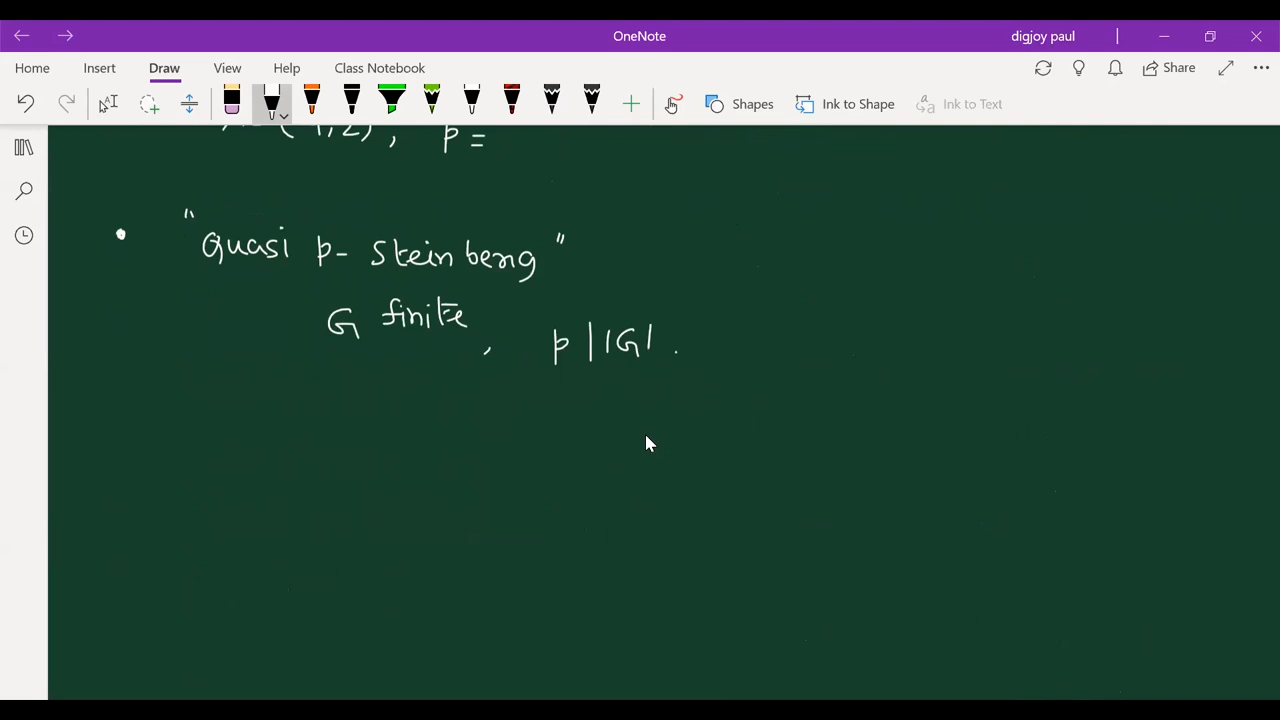 OneNote
digjoy paul
Home Insert Draw View Help Class Notebook
Share
Shapes Ink to Shape Ink to Text
, p =
• "Quasi p- Steinberg"
G finite, p | |G|.